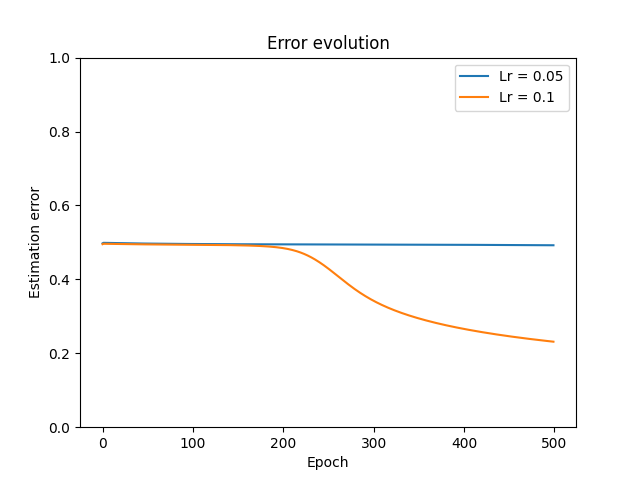 Error evolution
Lr = 0.05
Lr = 0.1
1.0
0.8
0.6
0.4
0.2
0.0
Estimation error
0 100 200 300 400 500
Epoch